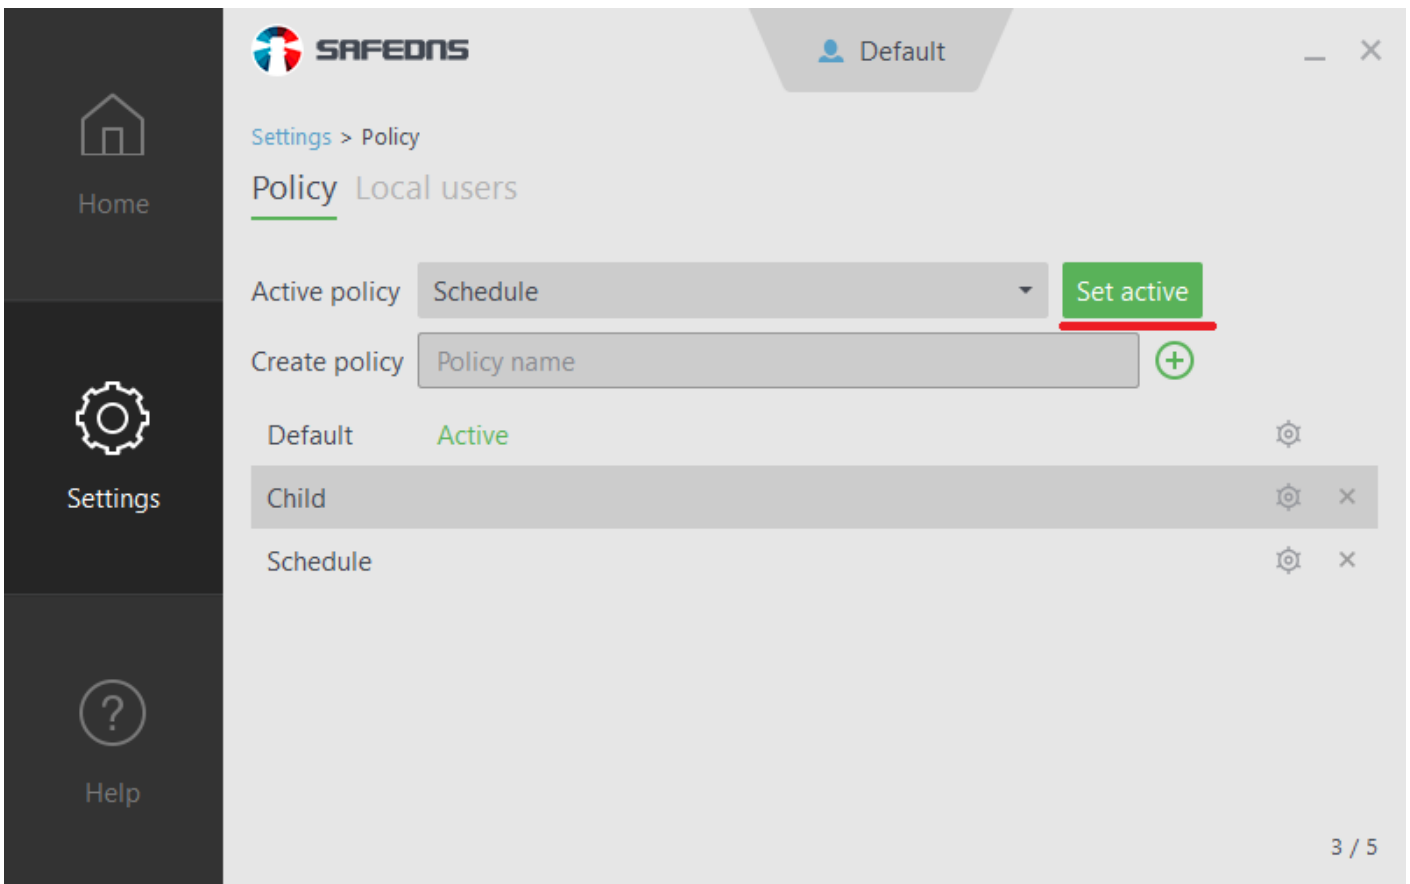 SAFEDNS
Default
Settings > Policy
Policy Local users
Active policy Schedule Set active
Create policy Policy name
Default Active
Child
Schedule
Home
Settings
Help
3 / 5